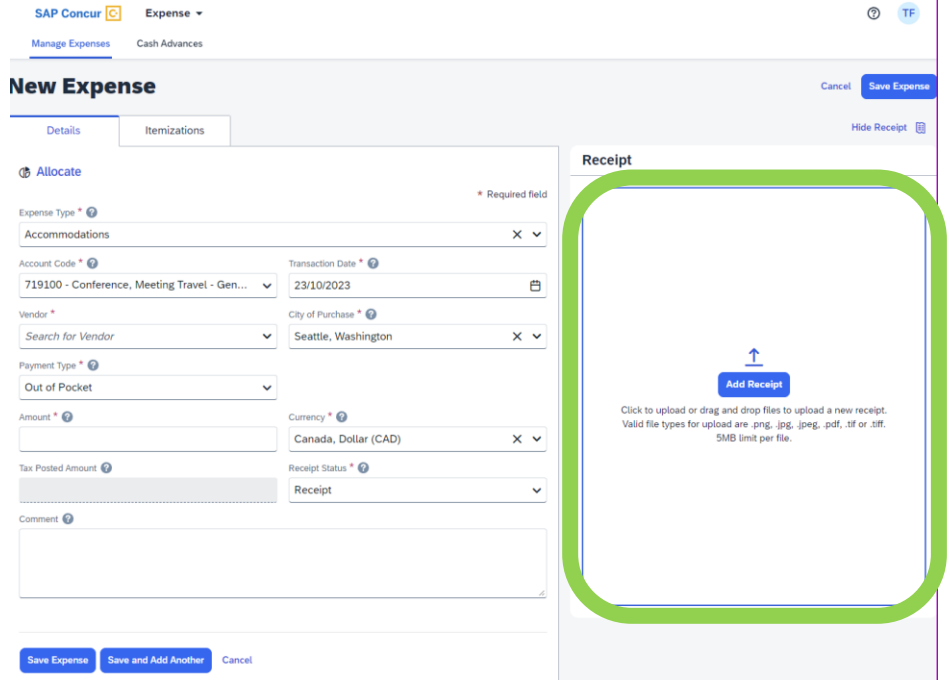 SAP Concur C Expense
TF
Manage Expenses Cash Advances
New Expense
Cancel Save Expense
Details Itemizations
Hide Receipt
Allocate
Receipt
* Required field
Expense Type * ?
Accommodations
Account Code * ? Transaction Date * ?
719100 - Conference, Meeting Travel - Gen... 23/10/2023
Vendor * City of Purchase * ?
Search for Vendor Seattle, Washington
Payment Type * ?
Out of Pocket
Add Receipt
Click to upload or drag and drop files to upload a new receipt.
Valid file types for upload are .png, .jpg, .jpeg, .pdf, .tif or .tiff.
5MB limit per file.
Amount * ? Currency * ?
Canada, Dollar (CAD)
Tax Posted Amount ? Receipt Status * ?
Receipt
Comment ?
Save Expense Save and Add Another Cancel